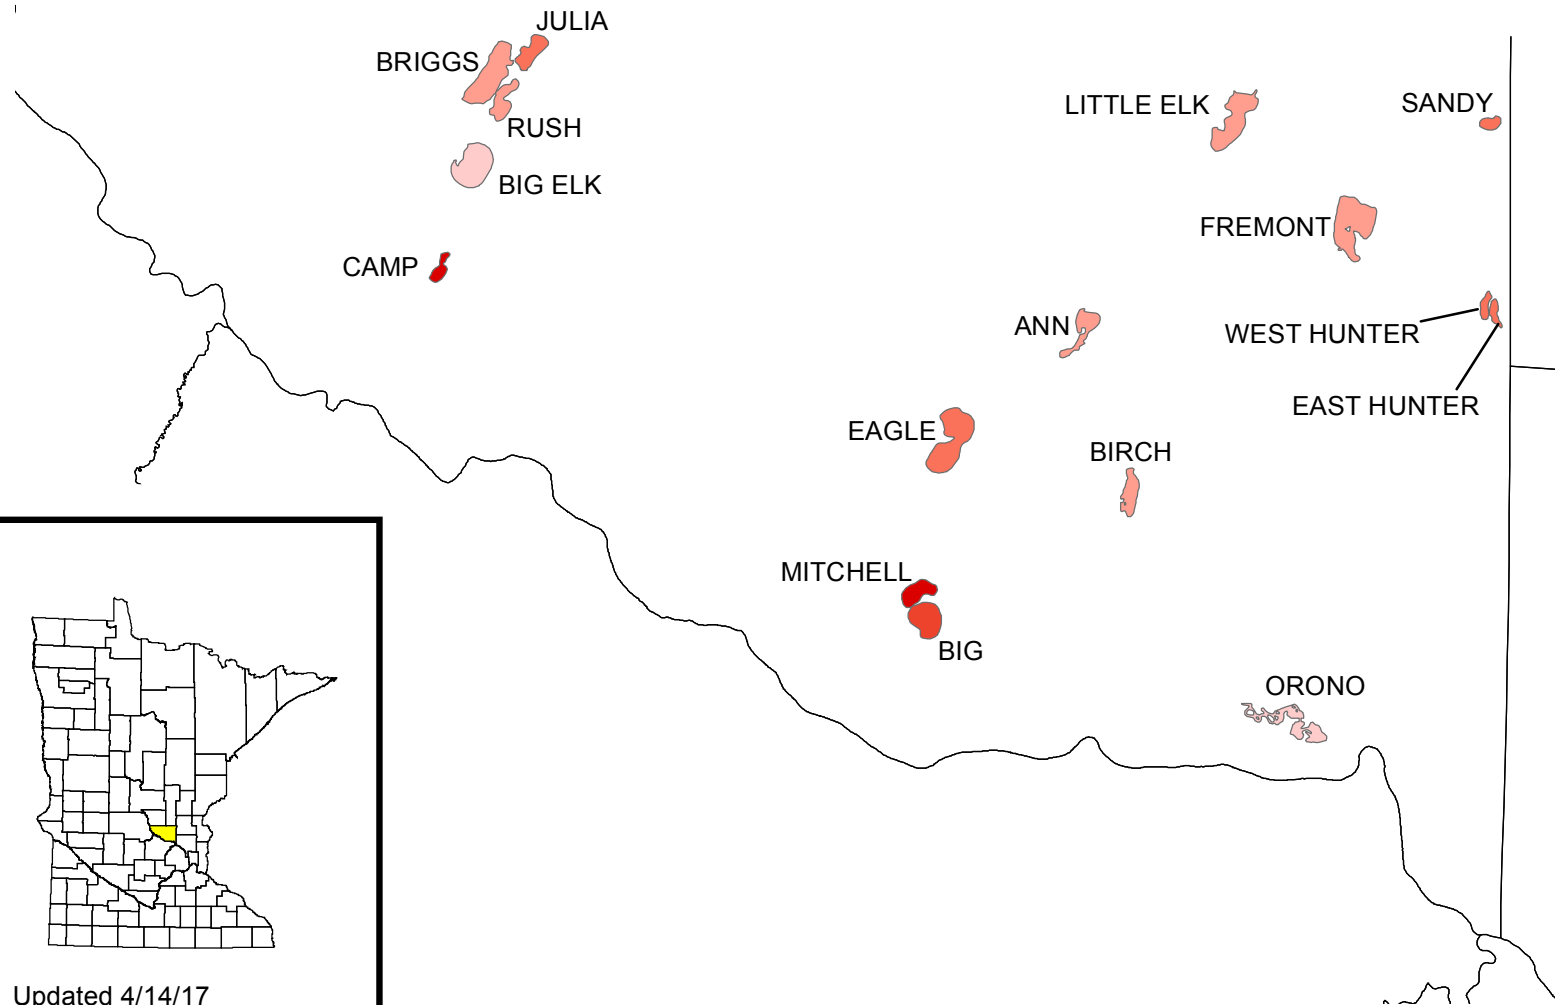 JULIA
BRIGGS
LITTLE ELK
SANDY
RUSH
BIG ELK
FREMONT
CAMP
ANN
WEST HUNTER
EAST HUNTER
EAGLE
BIRCH
MITCHELL
BIG
ORONO
Updated 4/14/17